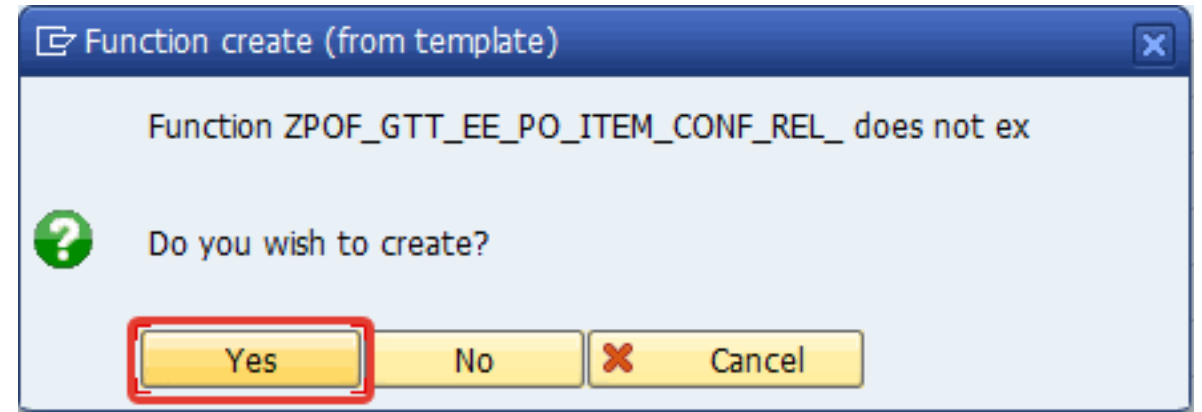 Function create (from template)
Function ZPOF_GTT_EE_PO_ITEM_CONF_REL_ does not ex
Do you wish to create?
Yes No Cancel